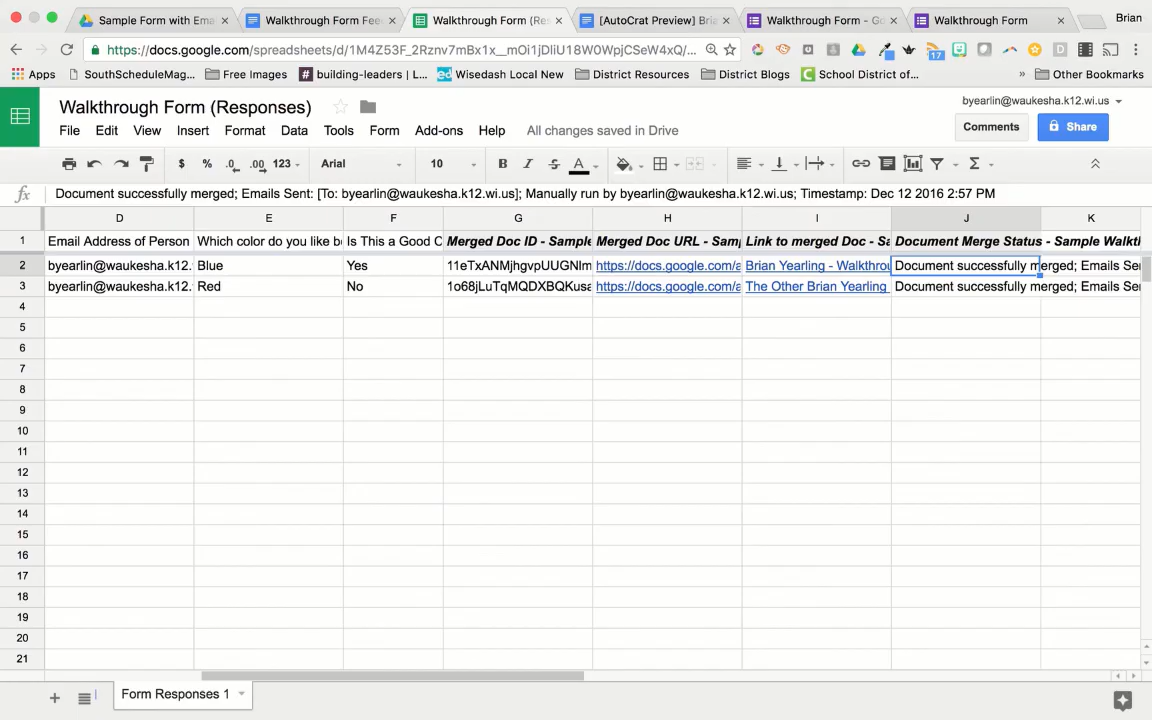 Sample Form with Ema
Walkthrough Form Fee
Walkthrough Form (Res
[AutoCrat Preview] Bria
Walkthrough Form - Go
Walkthrough Form
Brian
https://docs.google.com/spreadsheets/d/1M4Z53F_2Rznv7mBx1x__mOi1jDliU18W0WpjCSeW4xQ/...
Apps
SouthScheduleMag...
Free Images
building-leaders | L...
Wisedash Local New
District Resources
District Blogs
School District of...
»
Other Bookmarks
Walkthrough Form (Responses)
byearlin@waukesha.k12.wi.us
File Edit View Insert Format Data Tools Form Add-ons Help All changes saved in Drive
Comments
Share
$ % .0 .00 123 Arial 10 B I S A Σ
fx Document successfully merged; Emails Sent: [To: byearlin@waukesha.k12.wi.us]; Manually run by byearlin@waukesha.k12.wi.us; Timestamp: Dec 12 2016 2:57 PM
D E F G H I J K
1 Email Address of Person Which color do you like be Is This a Good C Merged Doc ID - Sample Merged Doc URL - Samp Link to merged Doc - Sa Document Merge Status - Sample Walkth
2 byearlin@waukesha.k12. Blue Yes 11eTxANMjhgvpUUGNlm https://docs.google.com/a Brian Yearling - Walkthrou Document successfully merged; Emails Sen
3 byearlin@waukesha.k12. Red No 1o68jLuTqMQDXBQKusa https://docs.google.com/a The Other Brian Yearling Document successfully merged; Emails Sen
4
5
6
7
8
9
10
11
12
13
14
15
16
17
18
19
20
21
Form Responses 1